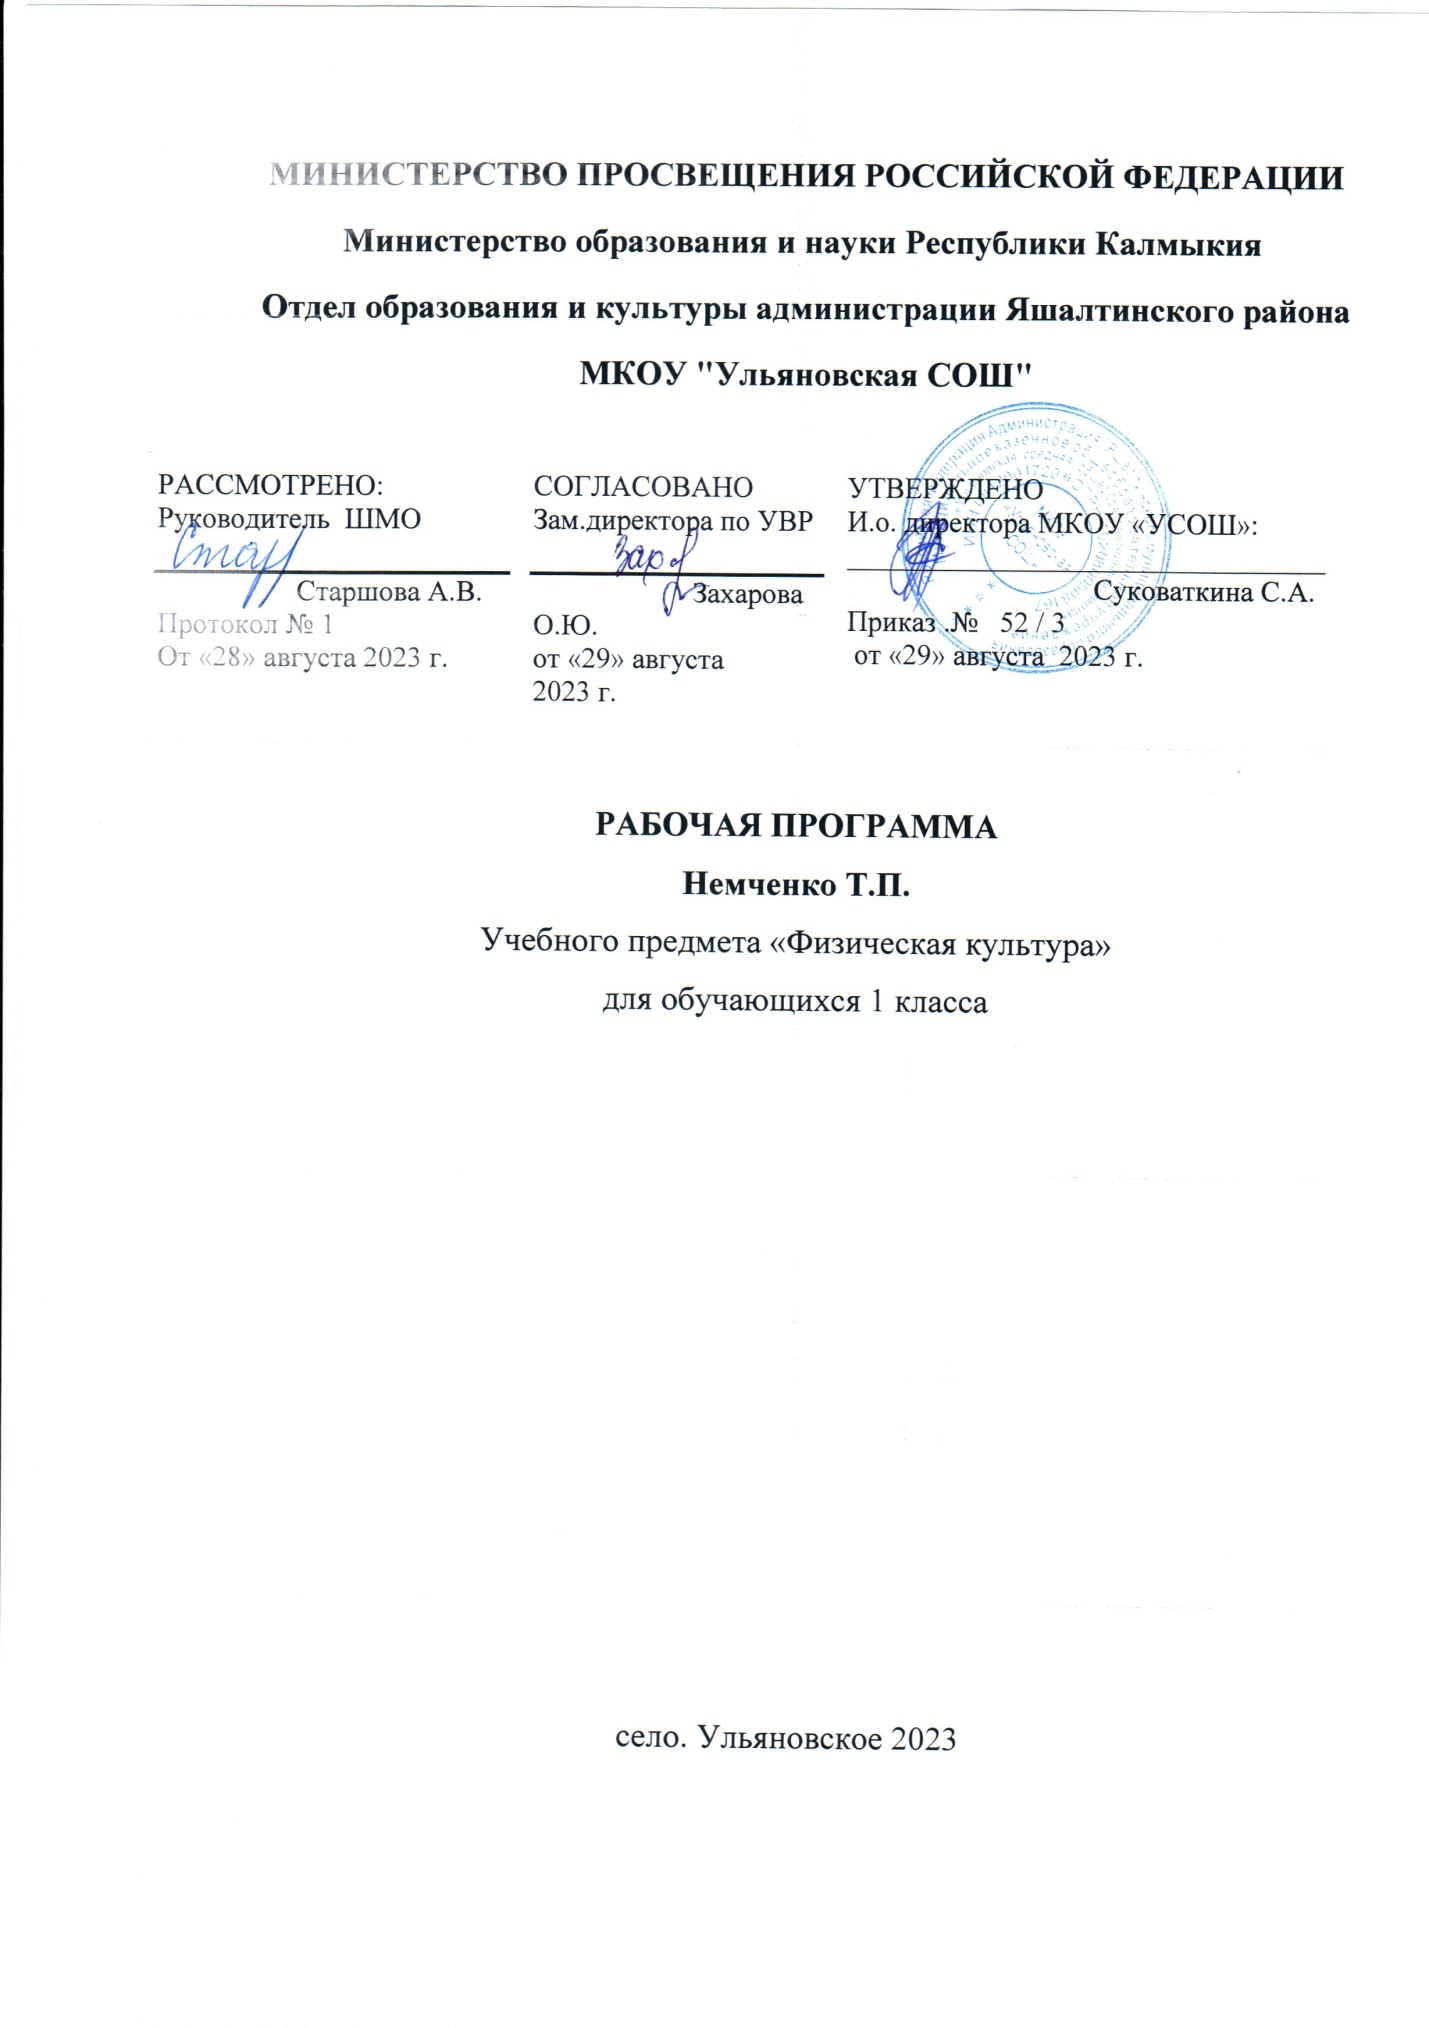 МИНИСТЕРСТВО ПРОСВЕЩЕНИЯ РОССИЙСКОЙ ФЕДЕРАЦИИ
Министерство образования и науки Республики Калмыкия
Отдел образования и культуры администрации Яшалтинского района
МКОУ "Ульяновская СОШ"
РАССМОТРЕНО:
Руководитель ШМО
Старшова А.В.
Протокол № 1
От «28» августа 2023 г.
СОГЛАСОВАНО
Зам.директора по УВР
Захарова
О.Ю.
от «29» августа
2023 г.
УТВЕРЖДЕНО
И.о. директора МКОУ «УСОШ»:
Суковаткина С.А.
Приказ .№ 52 / 3
от «29» августа 2023 г.
РАБОЧАЯ ПРОГРАММА
Немченко Т.П.
Учебного предмета «Физическая культура»
для обучающихся 1 класса
село. Ульяновское 2023